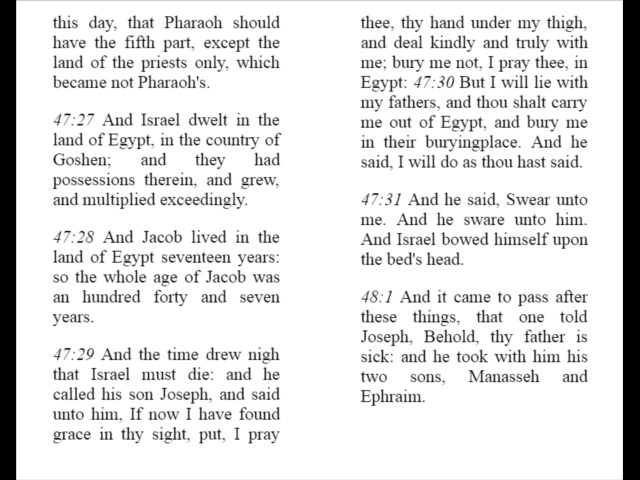 this day, that Pharaoh should
have the fifth part, except the
land of the priests only, which
became not Pharaoh's.
47:27 And Israel dwelt in the
land of Egypt, in the country of
Goshen; and they had
possessions therein, and grew,
and multiplied exceedingly.
47:28 And Jacob lived in the
land of Egypt seventeen years:
so the whole age of Jacob was
an hundred forty and seven
years.
47:29 And the time drew nigh
that Israel must die: and he
called his son Joseph, and said
unto him, If now I have found
grace in thy sight, put, I pray
thee, thy hand under my thigh,
and deal kindly and truly with
me; bury me not, I pray thee, in
Egypt: 47:30 But I will lie with
my fathers, and thou shalt carry
me out of Egypt, and bury me
in their buryingplace. And he
said, I will do as thou hast said.
47:31 And he said, Swear unto
me. And he sware unto him.
And Israel bowed himself upon
the bed's head.
48:1 And it came to pass after
these things, that one told
Joseph, Behold, thy father is
sick: and he took with him his
two sons, Manasseh and
Ephraim.